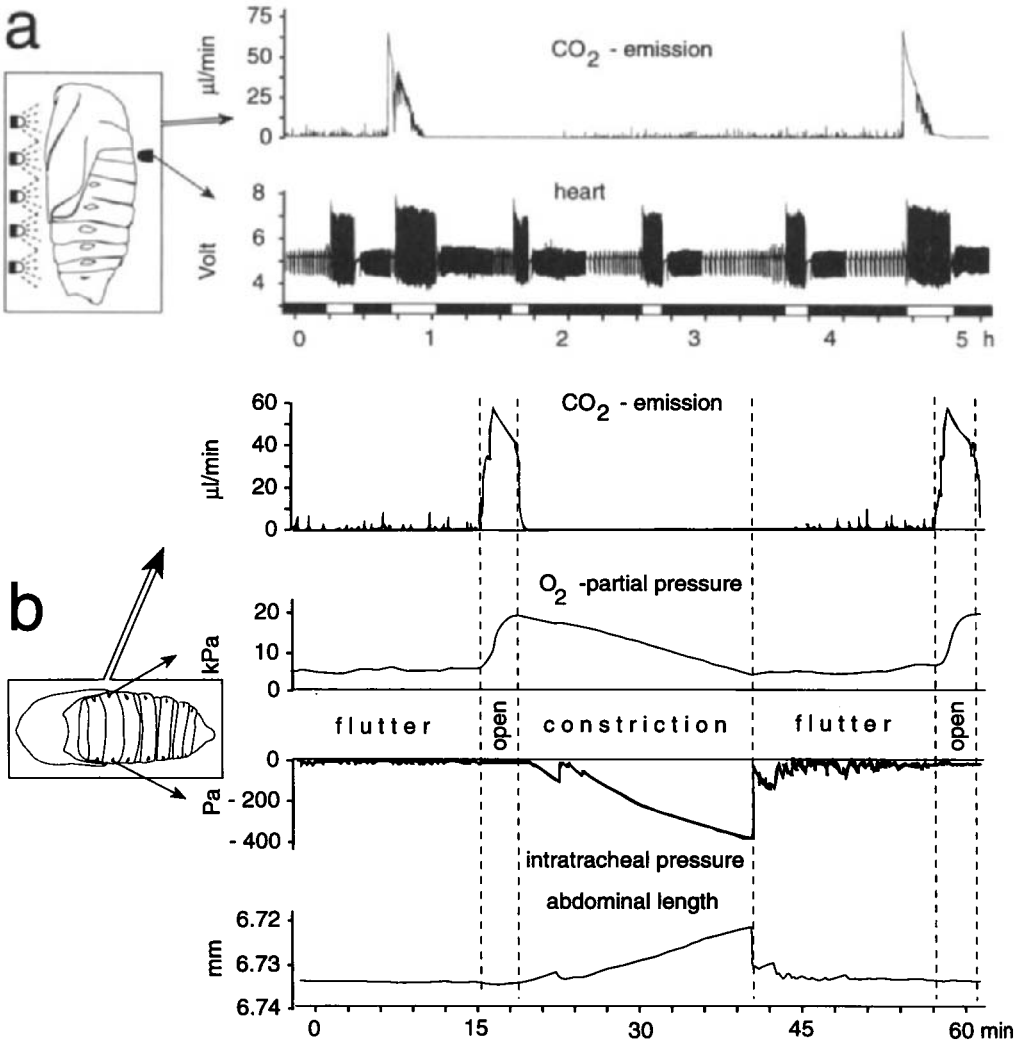 a
75
50
25
0
µl/min
CO2 - emission
8
6
4
Volt
heart
0 1 2 3 4 5 h
60
40
20
0
µl/min
CO2 - emission
b
20
10
0
kPa
O2 -partial pressure
flutter open constriction flutter open
0
- 200
- 400
Pa
intratracheal pressure
abdominal length
6.72
6.73
6.74
mm
0 15 30 45 60 min